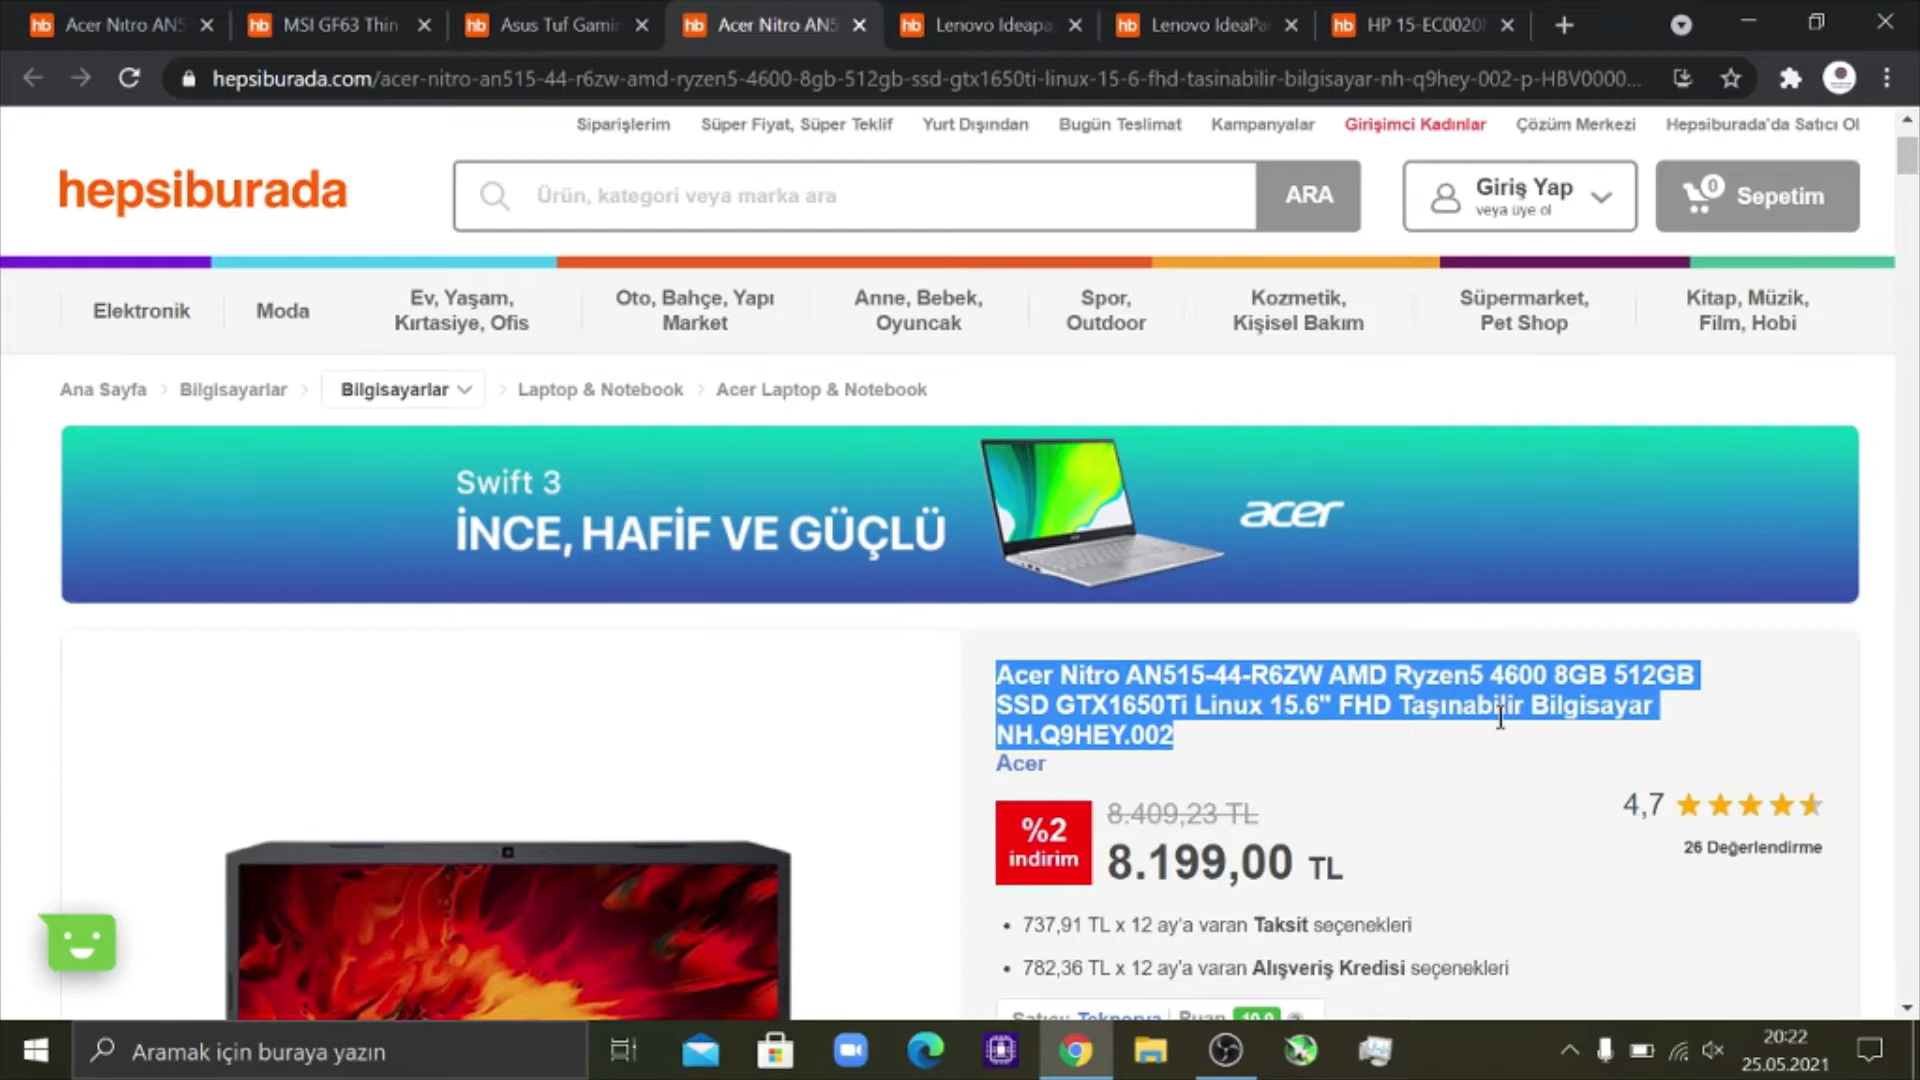 Acer Nitro AN5
MSI GF63 Thin
Asus Tuf Gamin
Acer Nitro AN5
Lenovo Ideapa
Lenovo IdeaPa
HP 15-EC0020
hepsiburada.com/acer-nitro-an515-44-r6zw-amd-ryzen5-4600-8gb-512gb-ssd-gtx1650ti-linux-15-6-fhd-tasinabilir-bilgisayar-nh-q9hey-002-p-HBV0000...
Siparişlerim
Süper Fiyat, Süper Teklif
Yurt Dışından
Bugün Teslimat
Kampanyalar
Girişimci Kadınlar
Çözüm Merkezi
Hepsiburada'da Satıcı Ol
hepsiburada
Ürün, kategori veya marka ara
ARA
Giriş Yap
veya üye ol
0
Sepetim
Elektronik
Moda
Ev, Yaşam,
Kırtasiye, Ofis
Oto, Bahçe, Yapı
Market
Anne, Bebek,
Oyuncak
Spor,
Outdoor
Kozmetik,
Kişisel Bakım
Süpermarket,
Pet Shop
Kitap, Müzik,
Film, Hobi
Ana Sayfa
Bilgisayarlar
Bilgisayarlar
Laptop & Notebook
Acer Laptop & Notebook
Swift 3
İNCE, HAFİF VE GÜÇLÜ
acer
Acer Nitro AN515-44-R6ZW AMD Ryzen5 4600 8GB 512GB
SSD GTX1650Ti Linux 15.6" FHD Taşınabilir Bilgisayar
NH.Q9HEY.002
Acer
%2
indirim
8.409,23 TL
8.199,00 TL
4,7
26 Değerlendirme
• 737,91 TL x 12 ay'a varan Taksit seçenekleri
• 782,36 TL x 12 ay'a varan Alışveriş Kredisi seçenekleri
Satıcı: Teknorya | Puan 10,0
Aramak için buraya yazın
20:22
25.05.2021